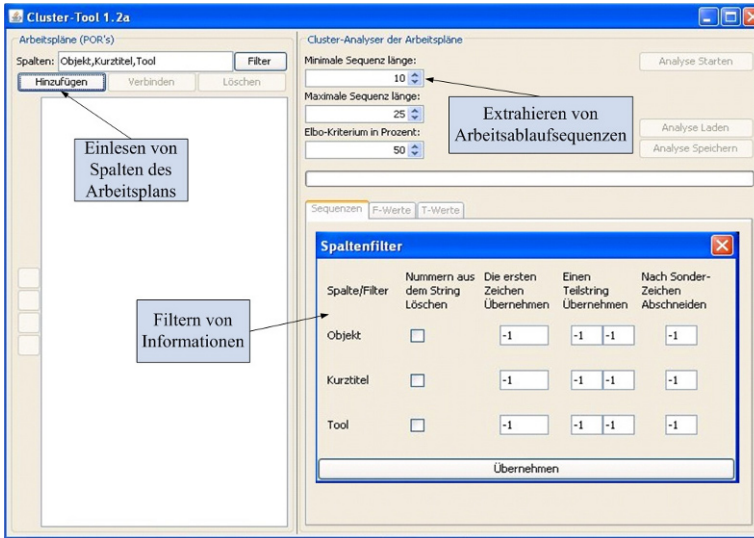 Cluster-Tool 1.2a
Arbeitspläne (POR's)
Spalten: Objekt,Kurztitel,Tool Filter
Hinzufügen Verbinden Löschen
Einlesen von
Spalten des
Arbeitsplans
Filtern von
Informationen
Cluster-Analyser der Arbeitspläne
Minimale Sequenz länge:
10
Analyse Starten
Maximale Sequenz länge:
25
Extrahieren von
Arbeitsablaufsequenzen
Elbo-Kriterium in Prozent:
50
Analyse Laden
Analyse Speichern
Sequenzen F-Werte T-Werte
Spaltenfilter
Spalte/Filter
Nummern aus
dem String
Löschen
Die ersten
Zeichen
Übernehmen
Einen
Teilstring
Übernehmen
Nach Sonder-
Zeichen
Abschneiden
Objekt -1 -1 -1 -1
Kurztitel -1 -1 -1 -1
Tool -1 -1 -1 -1
Übernehmen